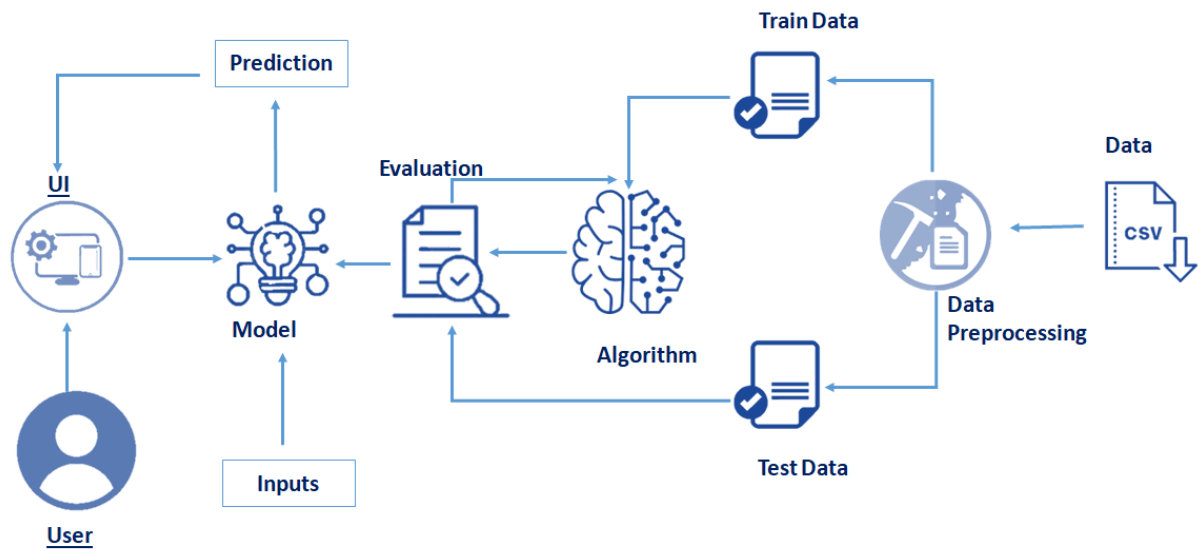 Train Data
Prediction
Data
Evaluation
UI
CSV
Data
Preprocessing
Model
Algorithm
Test Data
Inputs
User